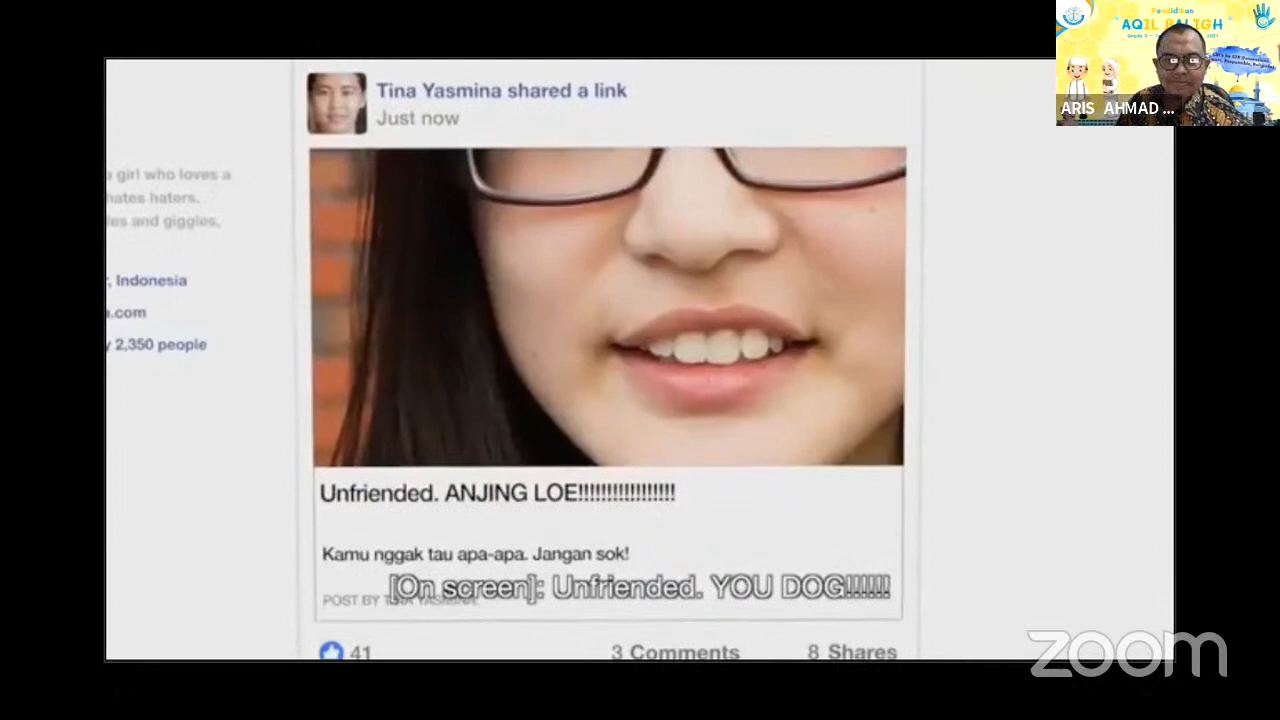 Pendidikan
AQIL BALIGH
ARIS AHMAD ...
Tina Yasmina shared a link
Just now
a girl who loves a
hates haters.
les and giggles,
, Indonesia
.com
y 2,350 people
Unfriended. ANJING LOE!!!!!!!!!!!!!!!!!
Kamu nggak tau apa-apa. Jangan sok!
[On screen]: Unfriended. YOU DOG!!!!!!
POST BY TINA YASMINA
41
3 Comments
8 Shares
zoom